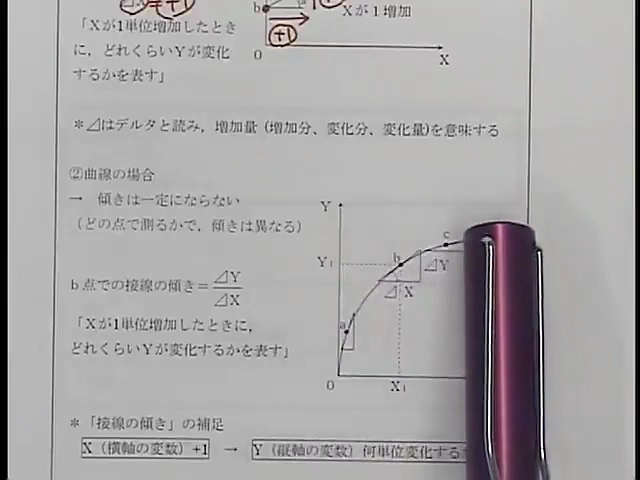 +1
b
a
Xが1増加
「Xが1単位増加したとき
に、どれくらいYが変化
するかを表す」
+1
0
X
＊⊿はデルタと読み，増加量（増加分、変化分、変化量)を意味する
②曲線の場合
→ 傾きは一定にならない
（どの点で測るかで，傾きは異なる）
Y
c
b
Y₁
⊿Y
b点での接線の傾き＝⊿Y/⊿X
⊿X
「Xが1単位増加したときに，
どれくらいYが変化するかを表す」
a
0
X₁
＊「接線の傾き」の補足
X（横軸の変数）+1 → Y（縦軸の変数）何単位変化する